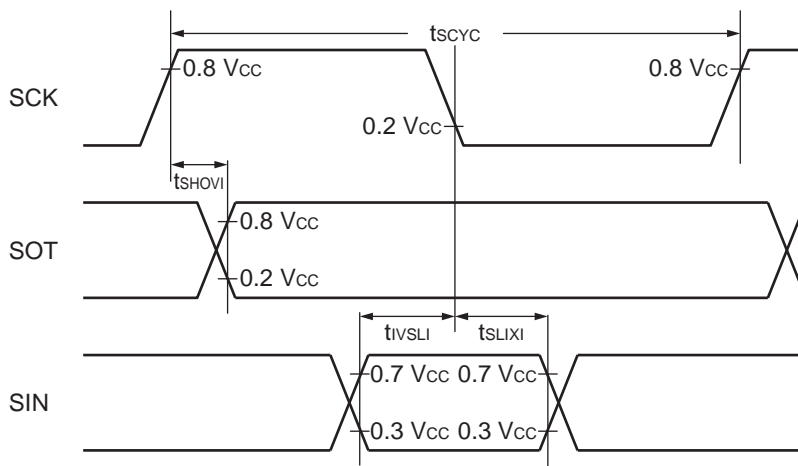 tSCYC
0.8 VCC
0.8 VCC
SCK
0.2 VCC
tSHOVI
0.8 VCC
SOT
0.2 VCC
tIVSLI tSLIXI
0.7 VCC 0.7 VCC
SIN
0.3 VCC 0.3 VCC